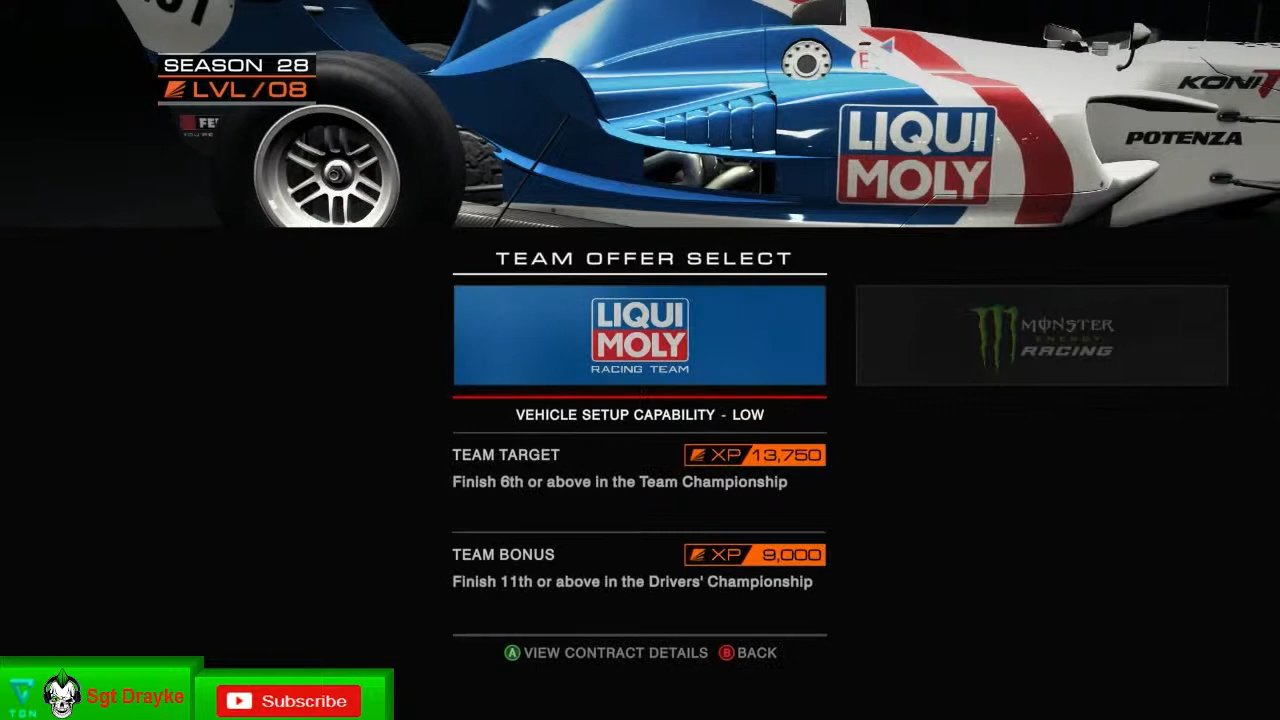 SEASON 28
LVL/08
LIQUI
MOLY
KONI
POTENZA
TEAM OFFER SELECT
LIQUI
MOLY
RACING TEAM
MONSTER
ENERGY
RACING
VEHICLE SETUP CAPABILITY - LOW
TEAM TARGET XP 13,750
Finish 6th or above in the Team Championship
TEAM BONUS XP 9,000
Finish 11th or above in the Drivers' Championship
A VIEW CONTRACT DETAILS B BACK
TGN Sgt Drayke
Subscribe